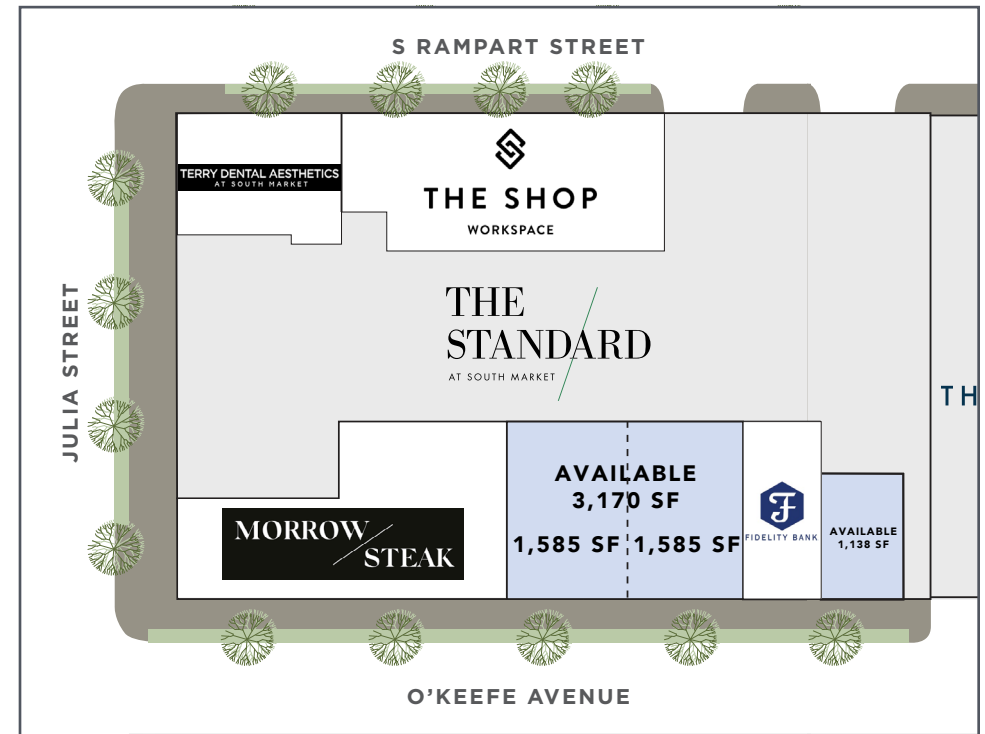 S RAMPART STREET
TERRY DENTAL AESTHETICS
AT SOUTH MARKET
THE SHOP
WORKSPACE
JULIA STREET
THE
STANDARD
AT SOUTH MARKET
TH
AVAILABLE
3,170 SF
1,585 SF
1,585 SF
MORROW
STEAK
F
FIDELITY BANK
AVAILABLE
1,138 SF
O'KEEFE AVENUE